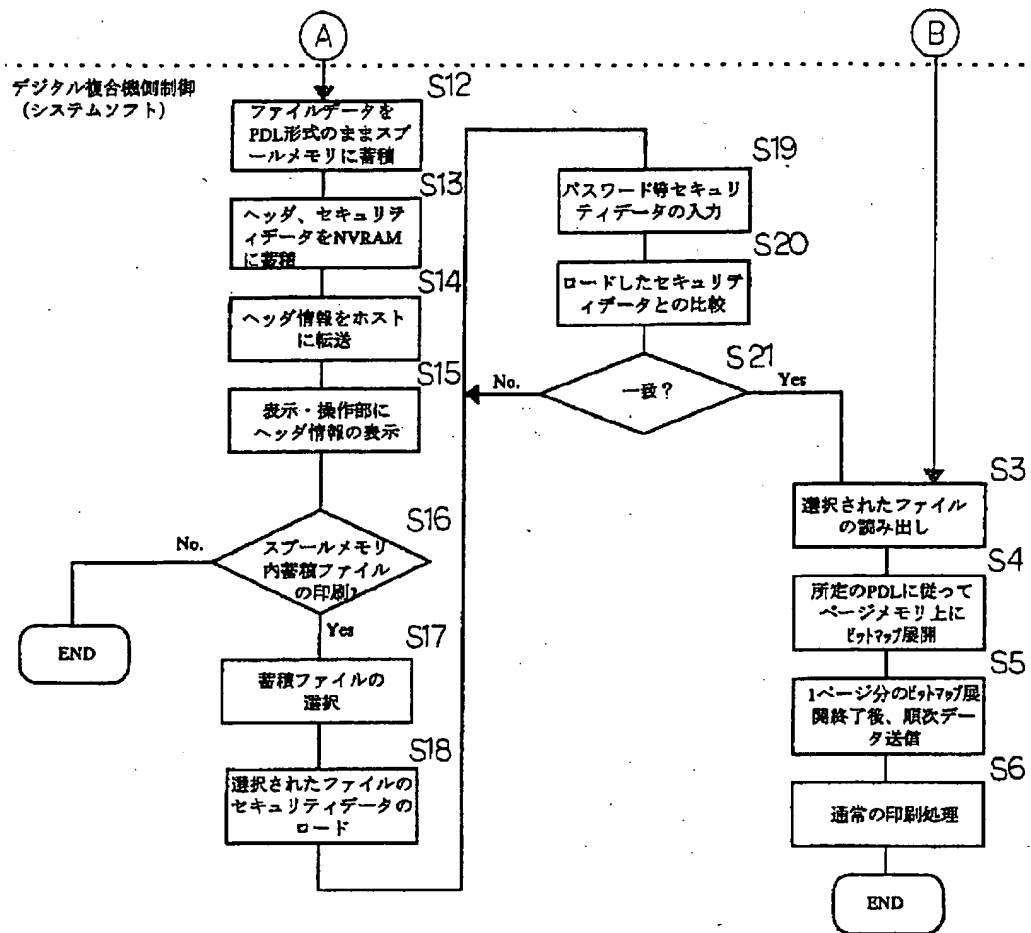 A
B
デジタル複合機側制御
(システムソフト)
S12
ファイルデータを
PDL形式のままスプ
ールメモリに蓄積
S13
ヘッダ、セキュリティ
データをNVRAM
に蓄積
S14
ヘッダ情報をホスト
に転送
S15
表示・操作部に
ヘッダ情報の表示
S16
スプールメモリ
内蓄積ファイル
の印刷?
No.
END
Yes
S17
蓄積ファイルの
選択
S18
選択されたファイルの
セキュリティデータの
ロード
S19
パスワード等セキュリ
ティデータの入力
S20
ロードしたセキュリテ
ィデータとの比較
S21
一致?
No.
Yes
S3
選択されたファイル
の読み出し
S4
所定のPDLに従って
ページメモリ上に
ビットマップ展開
S5
1ページ分のビットマップ展
開終了後、順次デー
タ送信
S6
通常の印刷処理
END